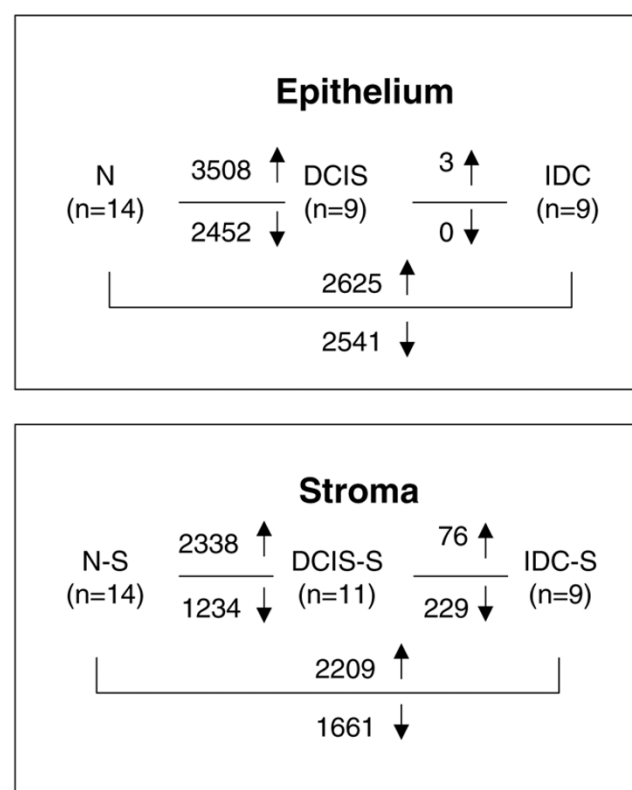 Epithelium
3508 ↑ 3 ↑
N DCIS IDC
(n=14) (n=9) (n=9)
2452 ↓ 0 ↓
2625 ↑
2541 ↓
Stroma
2338 ↑ 76 ↑
N-S DCIS-S IDC-S
(n=14) (n=11) (n=9)
1234 ↓ 229 ↓
2209 ↑
1661 ↓